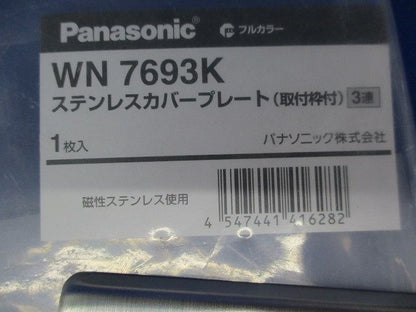 Panasonic フルカラー
WN 7693K
ステンレスカバープレート(取付枠付) 3連
1枚入 パナソニック株式会社
磁性ステンレス使用
4 547441 416282